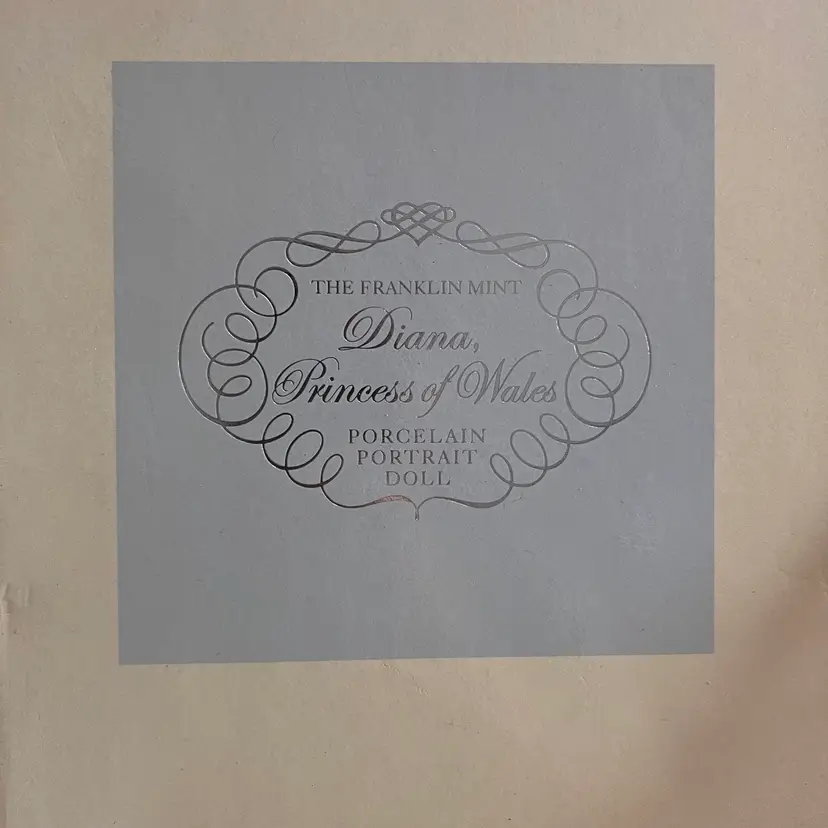 THE FRANKLIN MINT
Diana,
Princess of Wales
PORCELAIN
PORTRAIT
DOLL